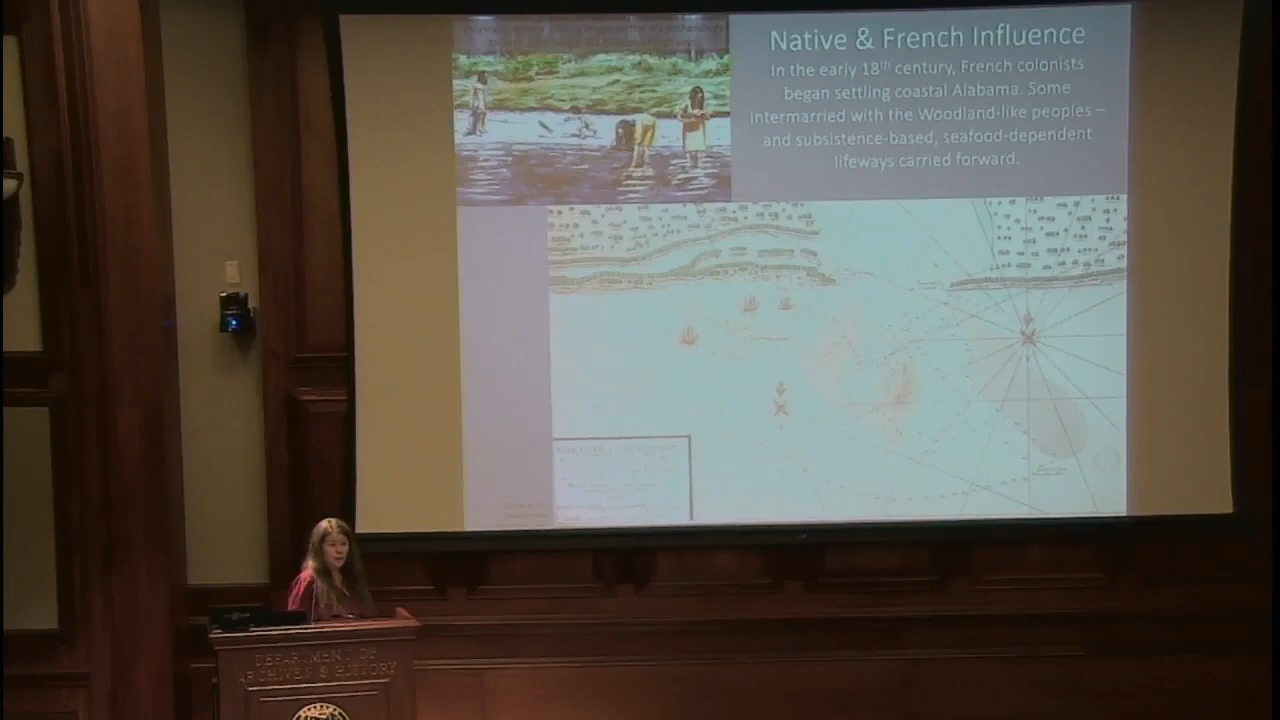 Native & French Influence
In the early 18th century, French colonists
began settling coastal Alabama. Some
intermarried with the Woodland-like peoples –
and subsistence-based, seafood-dependent
lifeways carried forward.
DEPARTMENT OF
ARCHIVES & HISTORY